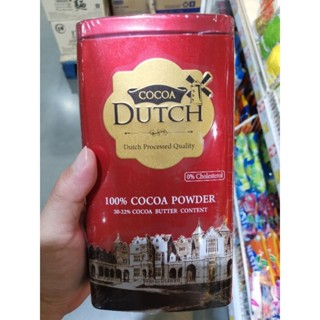 COCOA
DUTCH
Dutch Processed Quality
0% Cholesterol
100% COCOA POWDER
20-22% COCOA BUTTER CONTENT